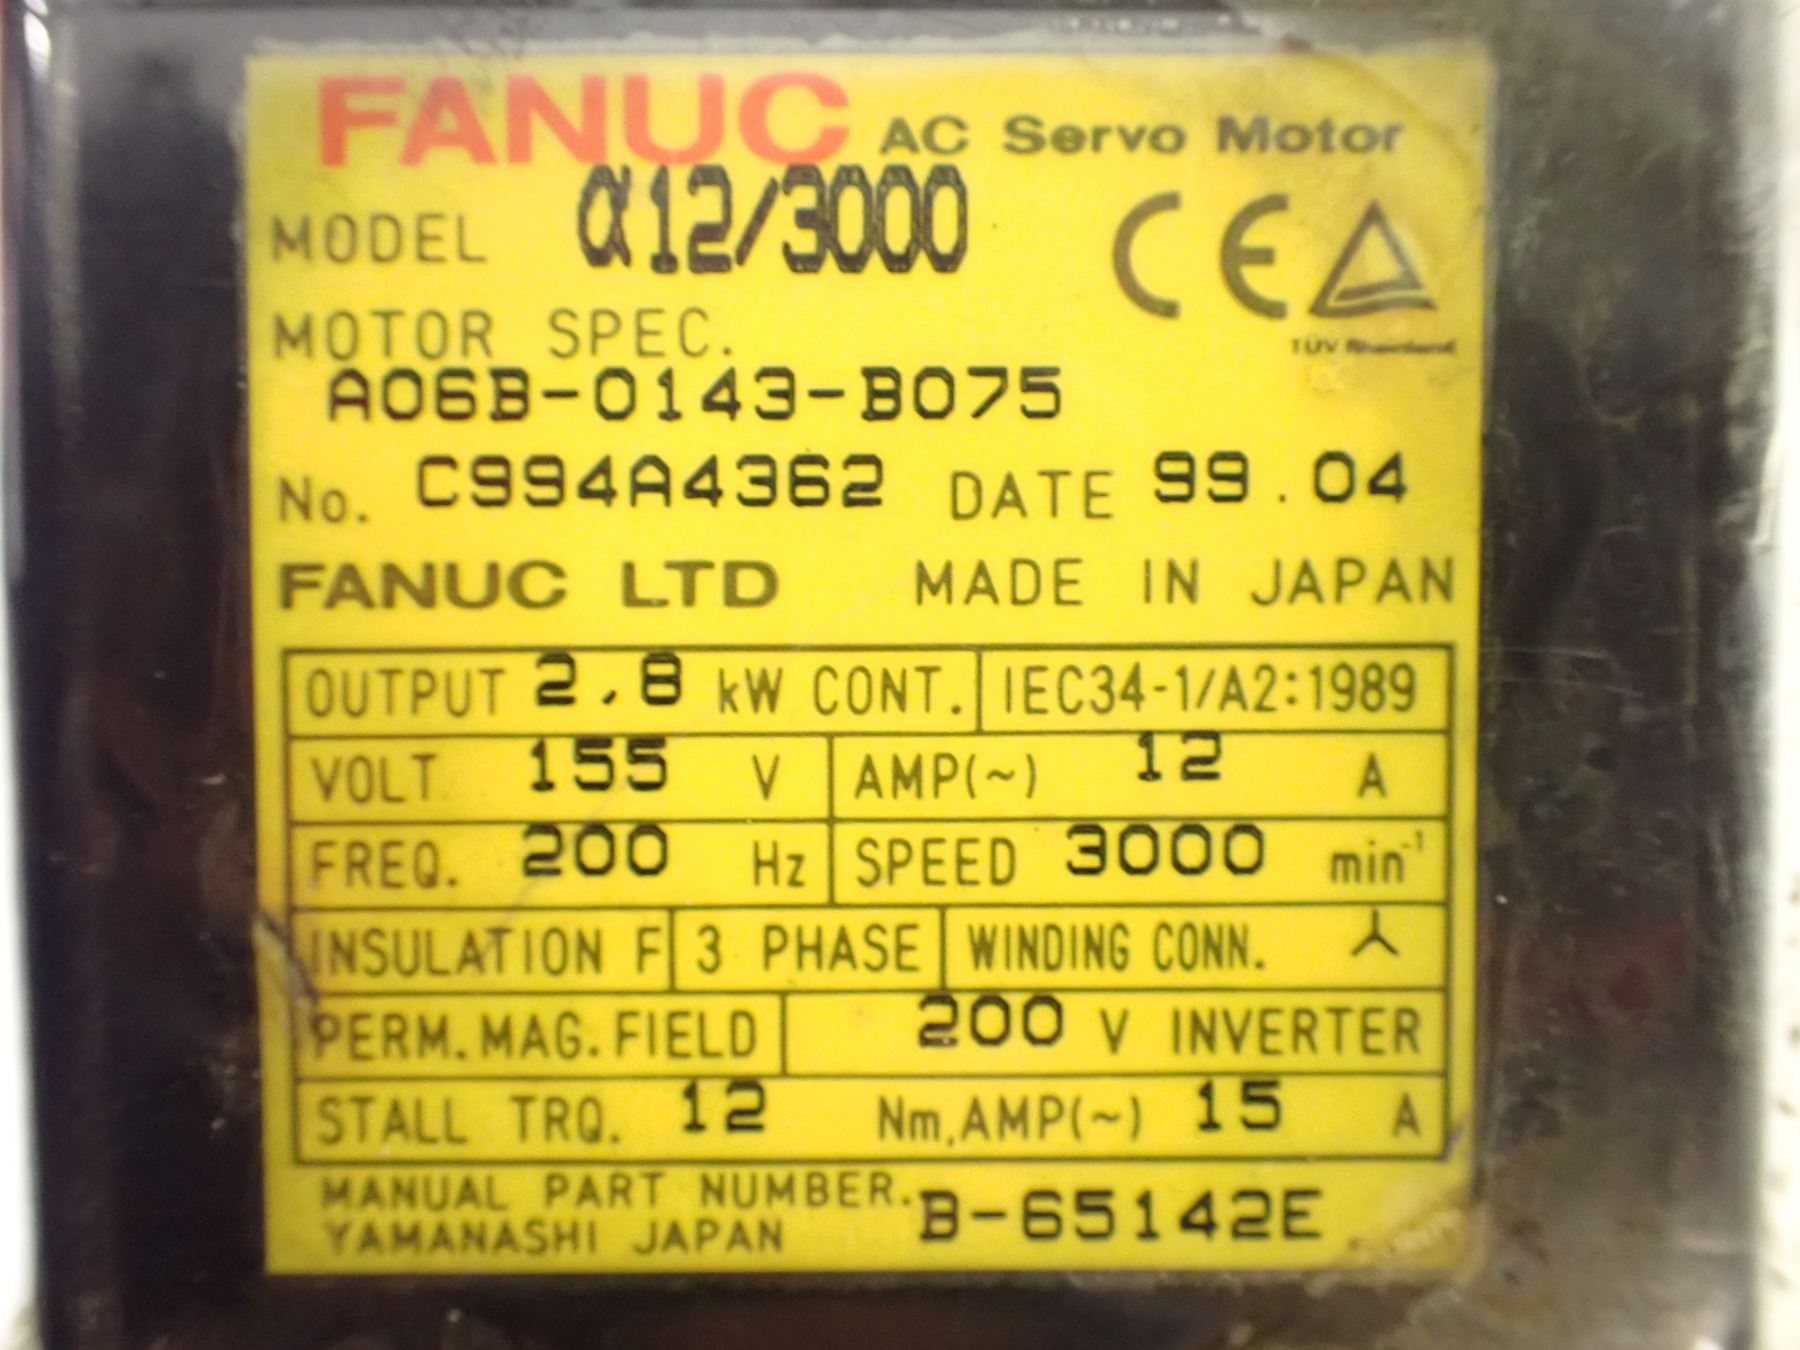 FANUC AC Servo Motor
MODEL α12/3000
CE
TÜV Rheinland
MOTOR SPEC.
A06B-0143-B075
No. C994A4362 DATE 99.04
FANUC LTD MADE IN JAPAN
OUTPUT 2.8 kW CONT. IEC34-1/A2:1989
VOLT 155 V AMP(~) 12 A
FREQ. 200 Hz SPEED 3000 min⁻¹
INSULATION F 3 PHASE WINDING CONN.
PERM.MAG.FIELD 200 V INVERTER
STALL TRQ. 12 Nm,AMP(~) 15 A
MANUAL PART NUMBER. B-65142E
YAMANASHI JAPAN